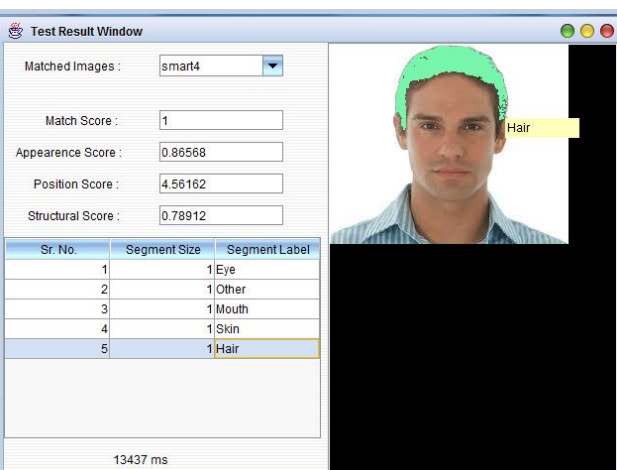 Test Result Window
Matched Images : smart4
Match Score : 1
Appearence Score : 0.86568
Position Score : 4.56162
Structural Score : 0.78912
Sr. No. Segment Size Segment Label
1 1 Eye
2 1 Other
3 1 Mouth
4 1 Skin
5 1 Hair
13437 ms
Hair